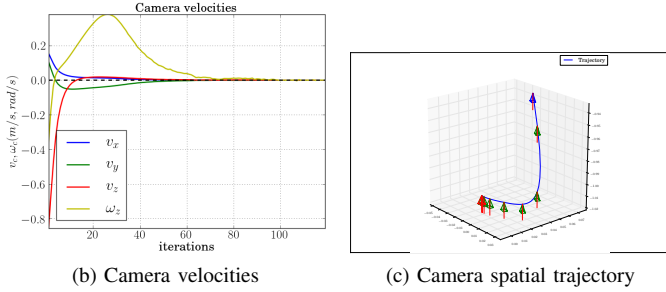 Camera velocities
v_c, ω_c(m/s, rad/s)
0.2
0.0
−0.2
−0.4
−0.6
−0.8
v_x
v_y
v_z
ω_z
20 40 60 80 100
iterations
Trajectory
(b) Camera velocities
(c) Camera spatial trajectory